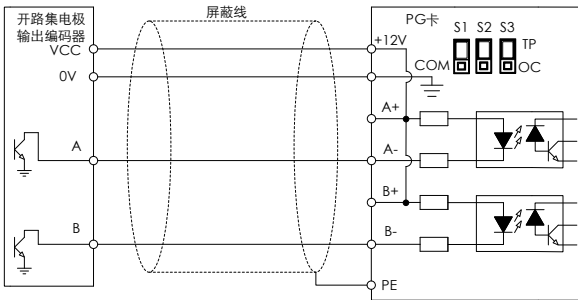 开路集电极
输出编码器
VCC
0V
A
B
屏蔽线
PG卡
+12V
COM
S1 S2 S3
TP
OC
A+
A-
B+
B-
PE